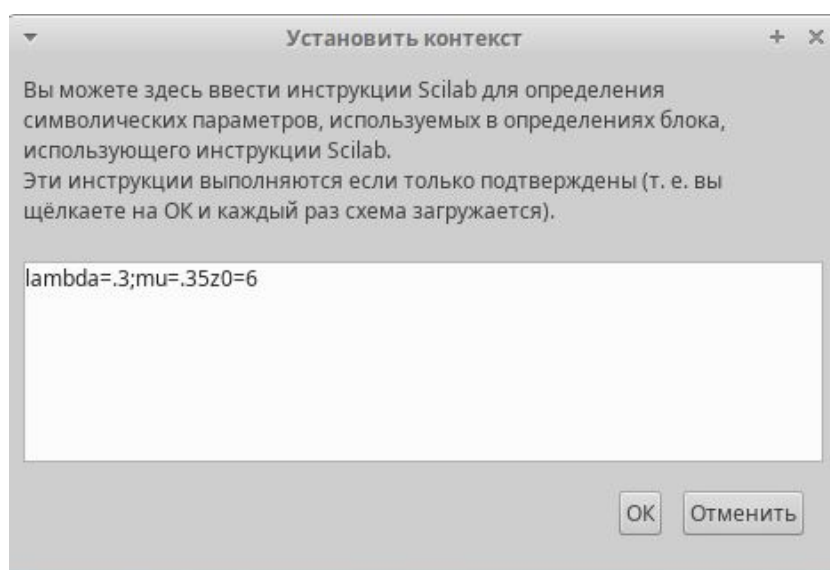 Установить контекст
Вы можете здесь ввести инструкции Scilab для определения
символических параметров, используемых в определениях блока,
использующего инструкции Scilab.
Эти инструкции выполняются если только подтверждены (т. е. вы
щёлкаете на ОК и каждый раз схема загружается).
lambda=.3;mu=.35z0=6
ОК Отменить